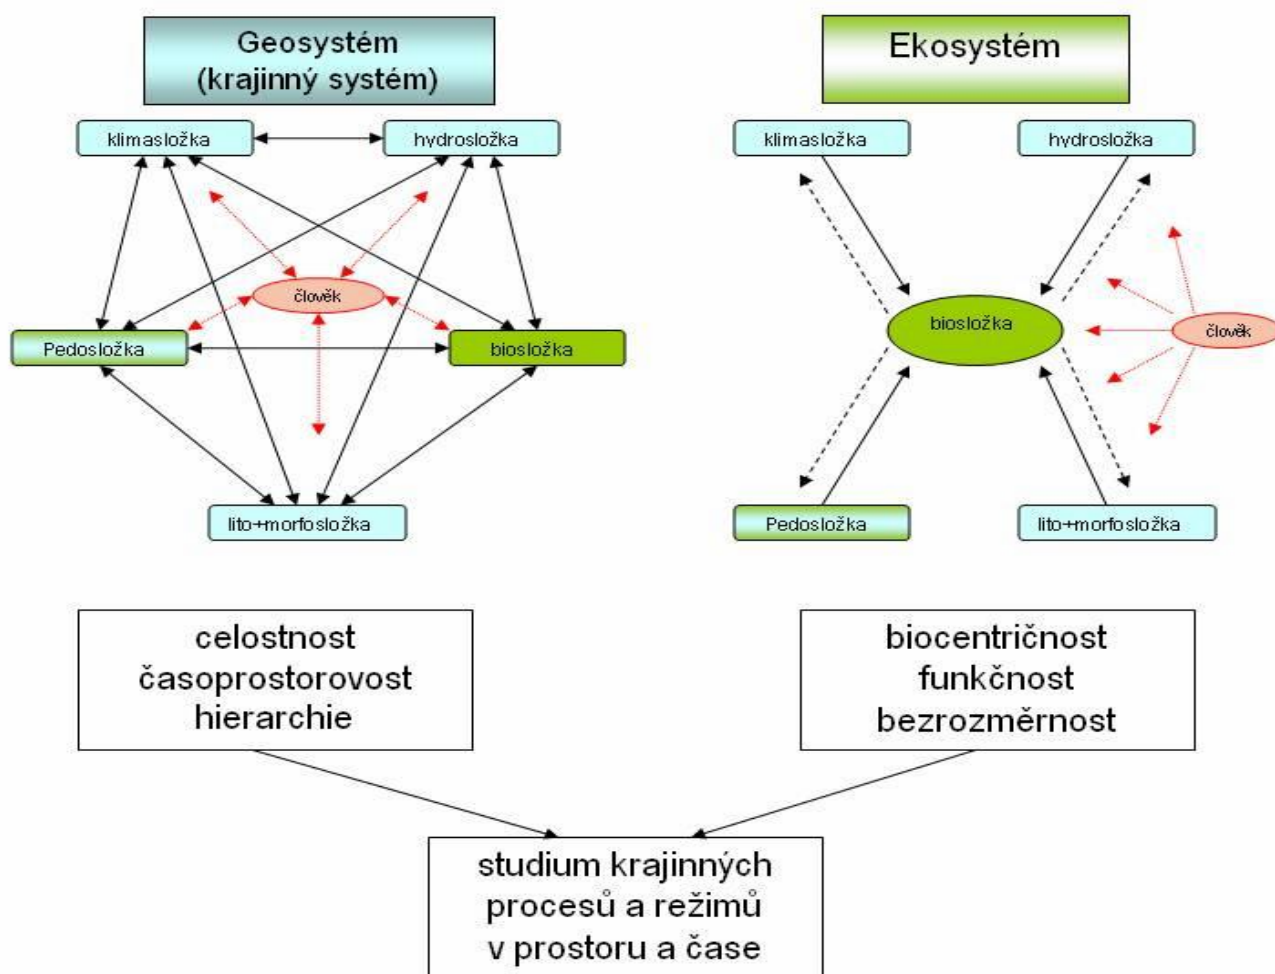 Geosystém
(krajinný systém)
klimasložka
hydrosložka
člověk
Pedosložka
biosložka
lito+morfosložka
Ekosystém
klimasložka
hydrosložka
biosložka
člověk
Pedosložka
lito+morfosložka
celostnost
časoprostorovost
hierarchie
biocentričnost
funkčnost
bezrozměrnost
studium krajinných
procesů a režimů
v prostoru a čase